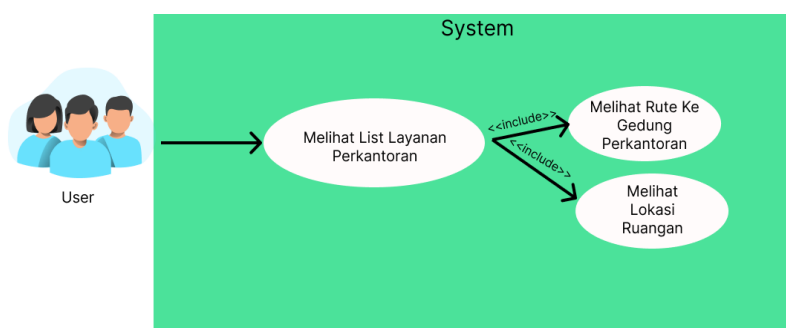 System
User
Melihat List Layanan
Perkantoran
<<include>>
<<include>>
Melihat Rute Ke
Gedung
Perkantoran
Melihat
Lokasi
Ruangan